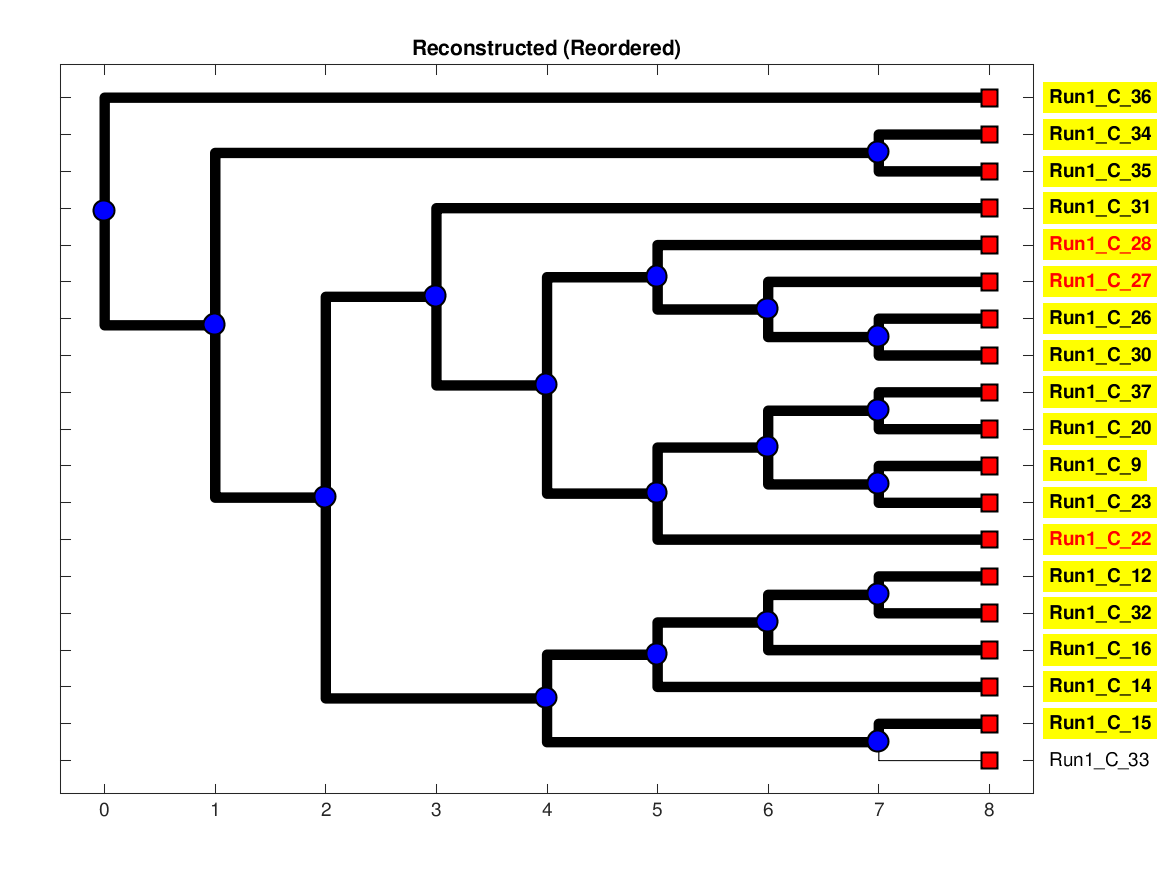 Reconstructed (Reordered)
Run1_C_36
Run1_C_34
Run1_C_35
Run1_C_31
Run1_C_28
Run1_C_27
Run1_C_26
Run1_C_30
Run1_C_37
Run1_C_20
Run1_C_9
Run1_C_23
Run1_C_22
Run1_C_12
Run1_C_32
Run1_C_16
Run1_C_14
Run1_C_15
Run1_C_33
0 1 2 3 4 5 6 7 8